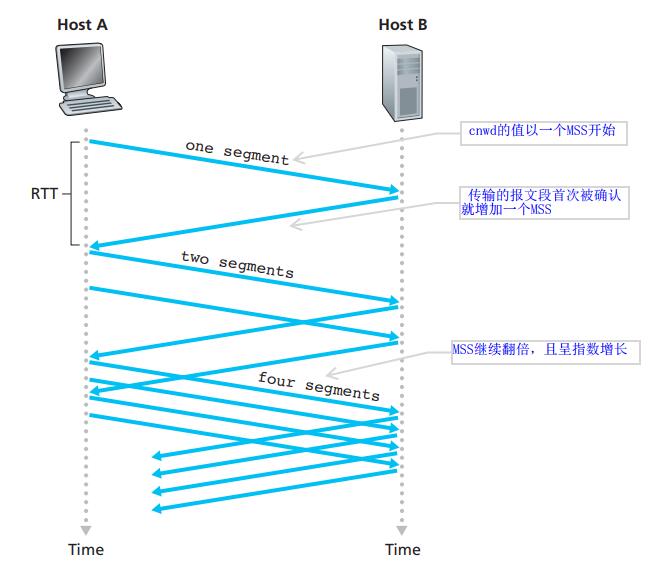 Host A
Host B
one segment
cnwd的值以一个MSS开始
RTT
传输的报文段首次被确认
就增加一个MSS
two segments
MSS继续翻倍，且呈指数增长
four segments
Time
Time